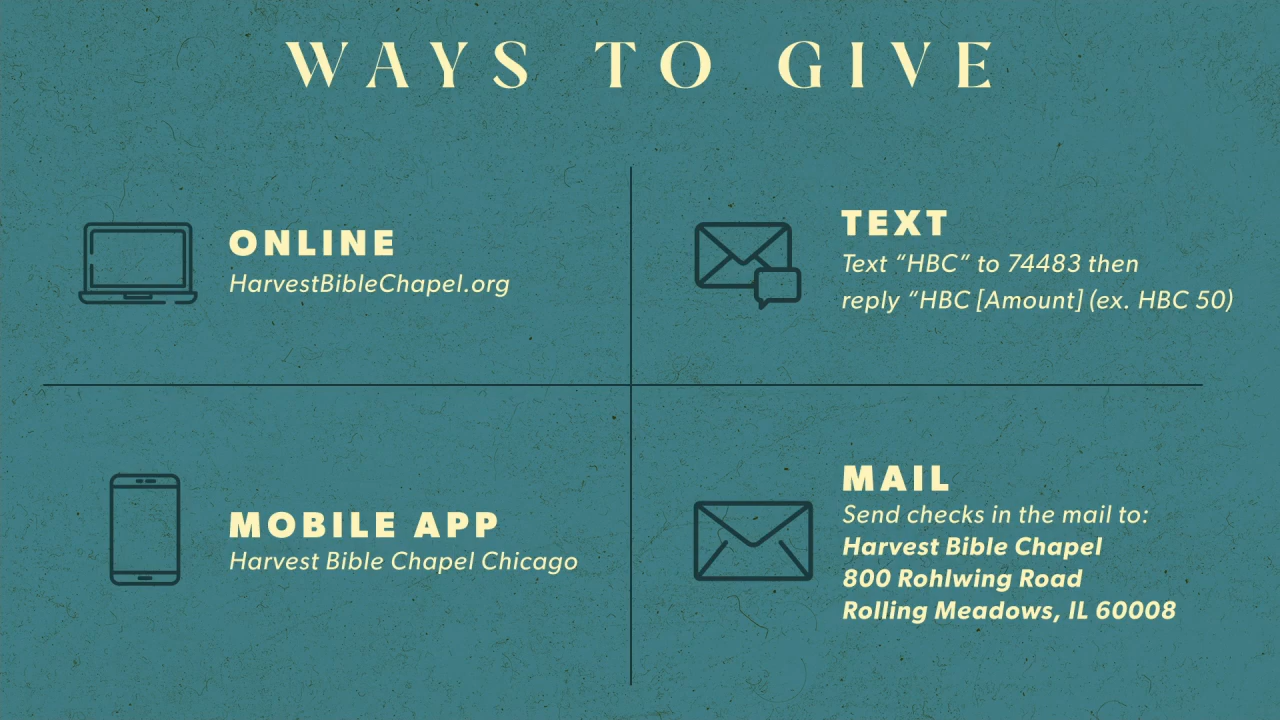 WAYS TO GIVE
ONLINE
HarvestBibleChapel.org
TEXT
Text “HBC” to 74483 then
reply “HBC [Amount] (ex. HBC 50)
MOBILE APP
Harvest Bible Chapel Chicago
MAIL
Send checks in the mail to:
Harvest Bible Chapel
800 Rohlwing Road
Rolling Meadows, IL 60008